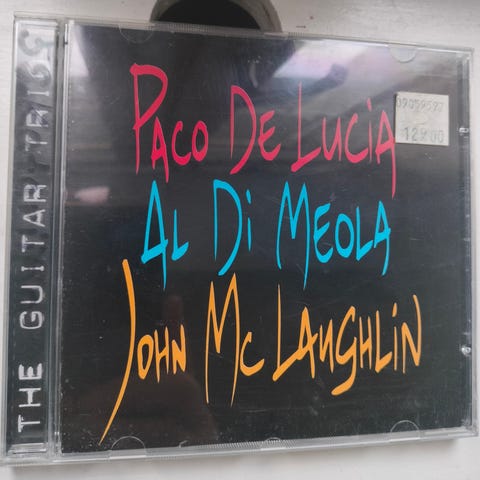 THE GUITAR TRIO
PACO DE LUCIA
AL Di MEOLA
JOHN Mc LAUGHLiN
12.00